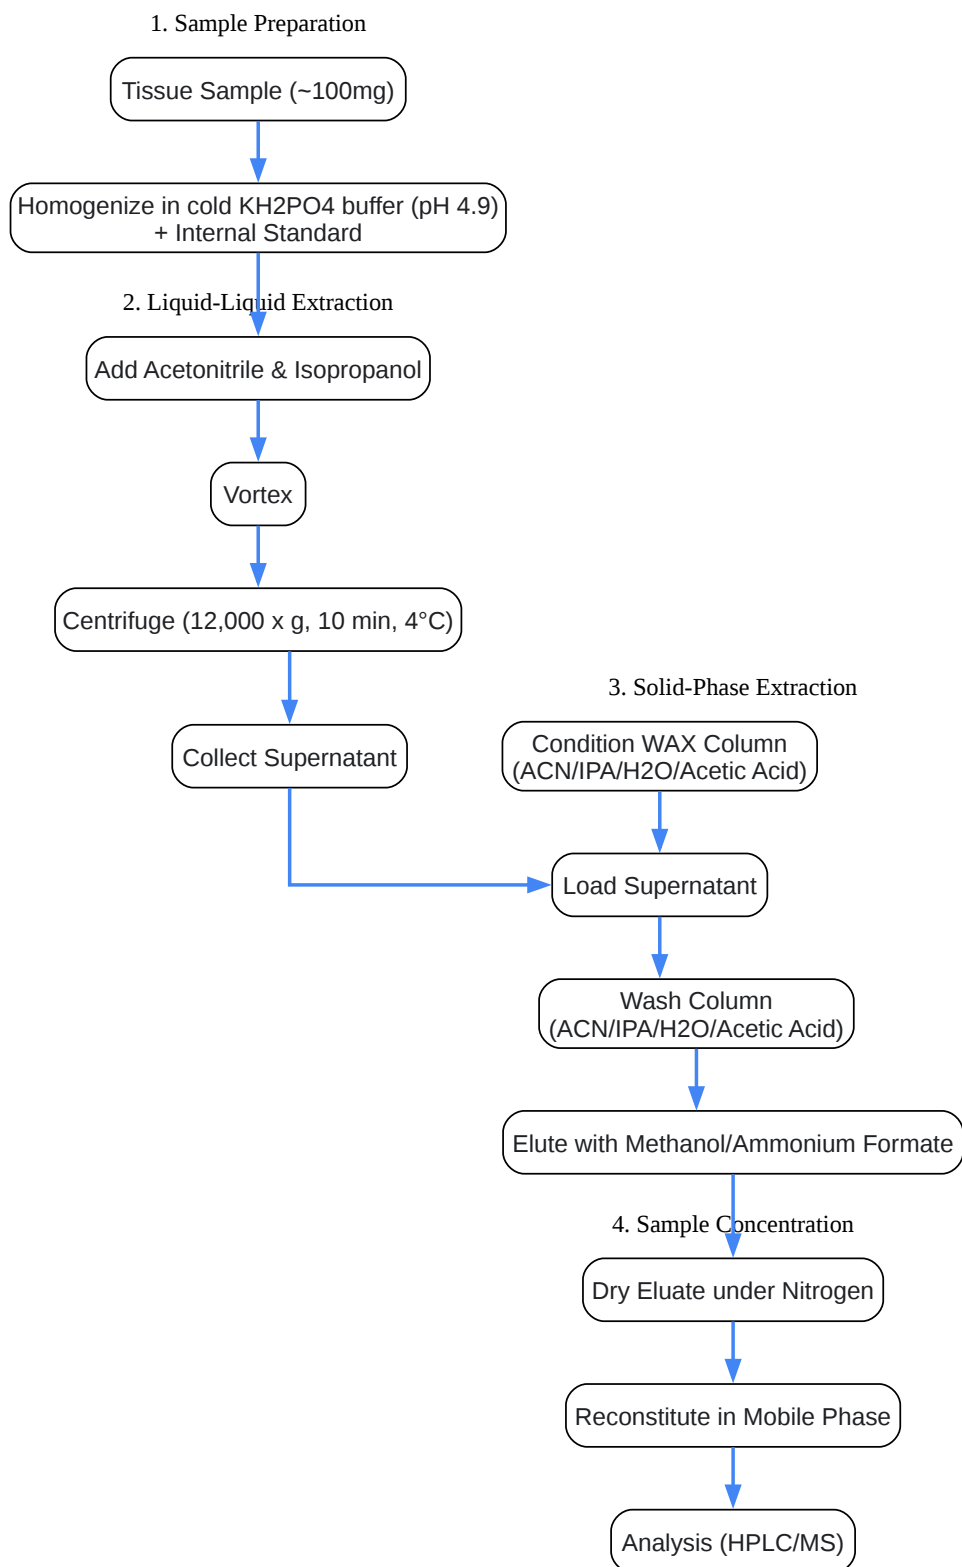 1. Sample Preparation
Tissue Sample (~100mg)
Homogenize in cold KH2PO4 buffer (pH 4.9)
+ Internal Standard
2. Liquid-Liquid Extraction
Add Acetonitrile & Isopropanol
Vortex
Centrifuge (12,000 x g, 10 min, 4°C)
Collect Supernatant
3. Solid-Phase Extraction
Condition WAX Column
(ACN/IPA/H2O/Acetic Acid)
Load Supernatant
Wash Column
(ACN/IPA/H2O/Acetic Acid)
Elute with Methanol/Ammonium Formate
4. Sample Concentration
Dry Eluate under Nitrogen
Reconstitute in Mobile Phase
Analysis (HPLC/MS)